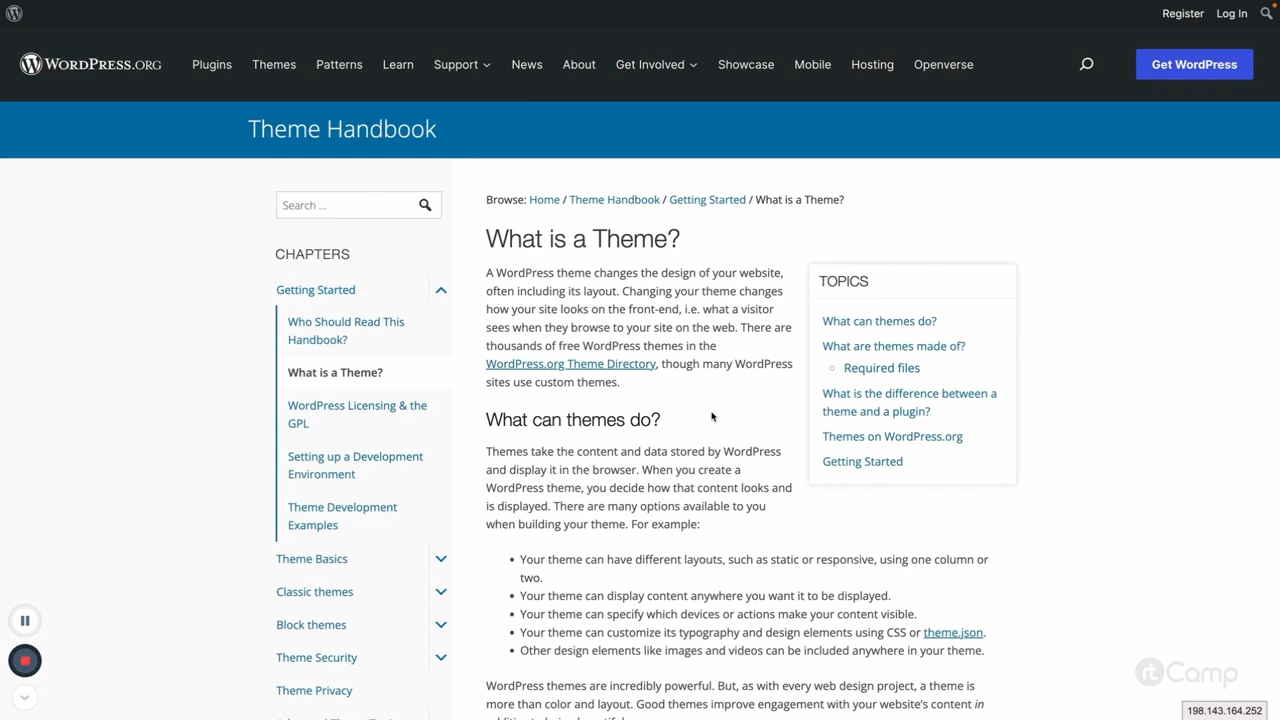 Register Log In
WORDPRESS.ORG Plugins Themes Patterns Learn Support News About Get Involved Showcase Mobile Hosting Openverse Get WordPress
Theme Handbook
Search ...
CHAPTERS
Getting Started
Who Should Read This
Handbook?
What is a Theme?
WordPress Licensing & the
GPL
Setting up a Development
Environment
Theme Development
Examples
Theme Basics
Classic themes
Block themes
Theme Security
Theme Privacy
Browse: Home / Theme Handbook / Getting Started / What is a Theme?
What is a Theme?
A WordPress theme changes the design of your website,
often including its layout. Changing your theme changes
how your site looks on the front-end, i.e. what a visitor
sees when they browse to your site on the web. There are
thousands of free WordPress themes in the
WordPress.org Theme Directory, though many WordPress
sites use custom themes.
TOPICS
What can themes do?
What are themes made of?
Required files
What is the difference between a
theme and a plugin?
Themes on WordPress.org
Getting Started
What can themes do?
Themes take the content and data stored by WordPress
and display it in the browser. When you create a
WordPress theme, you decide how that content looks and
is displayed. There are many options available to you
when building your theme. For example:
• Your theme can have different layouts, such as static or responsive, using one column or
two.
• Your theme can display content anywhere you want it to be displayed.
• Your theme can specify which devices or actions make your content visible.
• Your theme can customize its typography and design elements using CSS or theme.json.
• Other design elements like images and videos can be included anywhere in your theme.
WordPress themes are incredibly powerful. But, as with every web design project, a theme is
more than color and layout. Good themes improve engagement with your website's content in
rtCamp
198.143.164.252